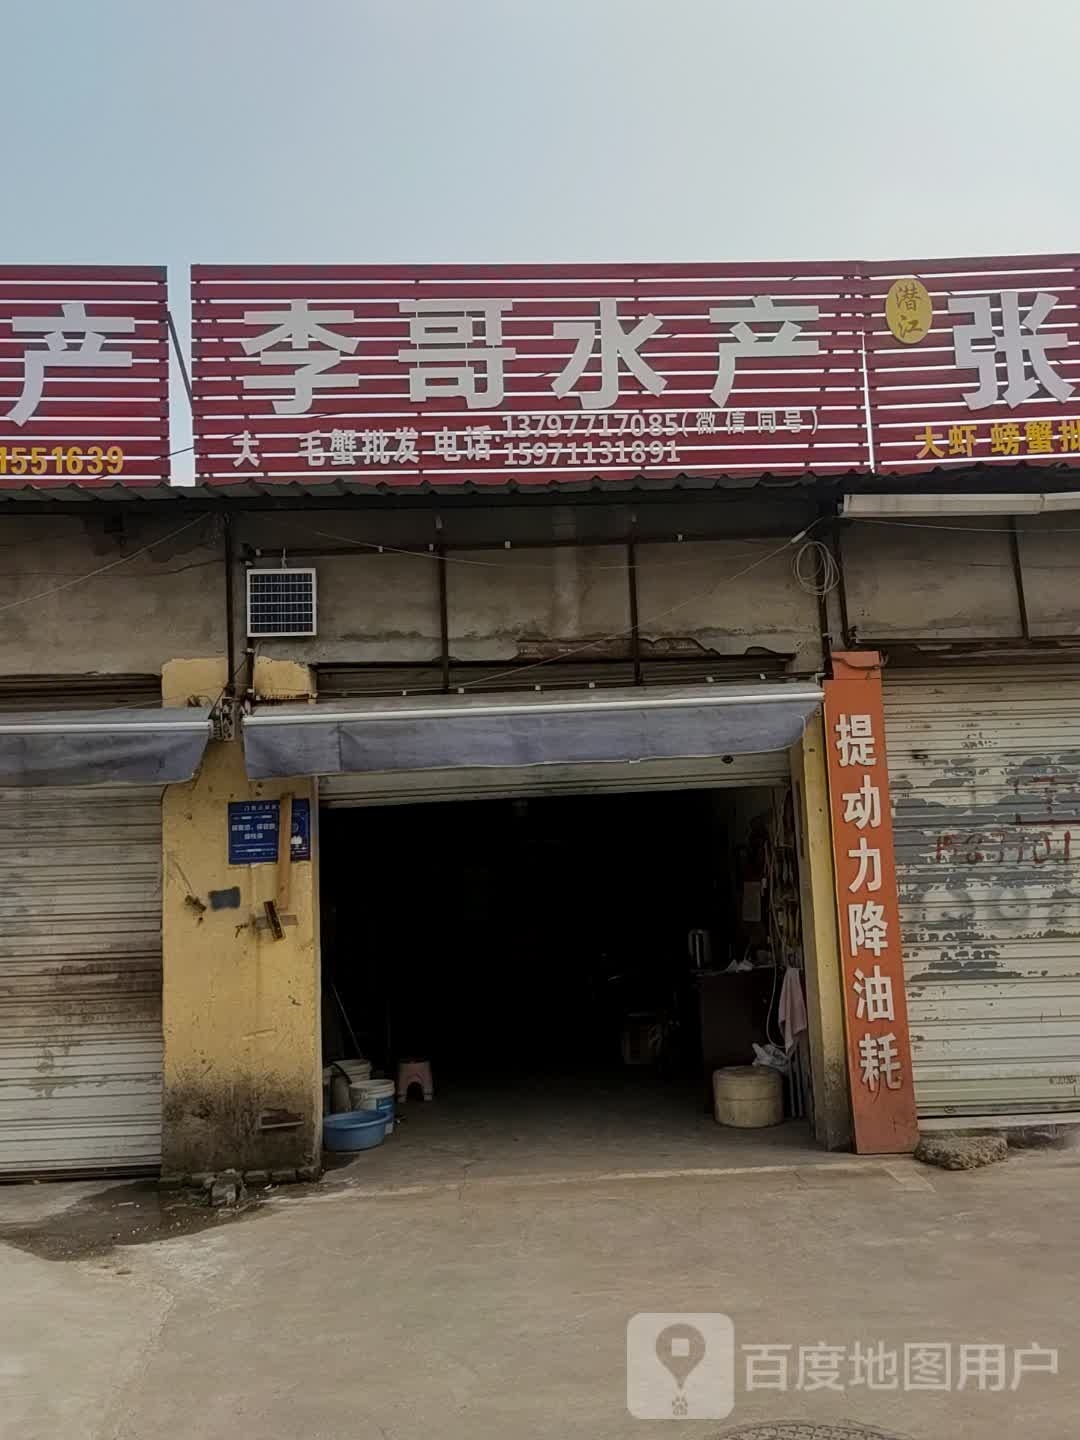 产
1551639
李哥水产
大 毛蟹批发 电话: 13797717085(微信同号)
15971131891
潜江
张
大虾 螃蟹批
提动力降油耗
百度地图用户